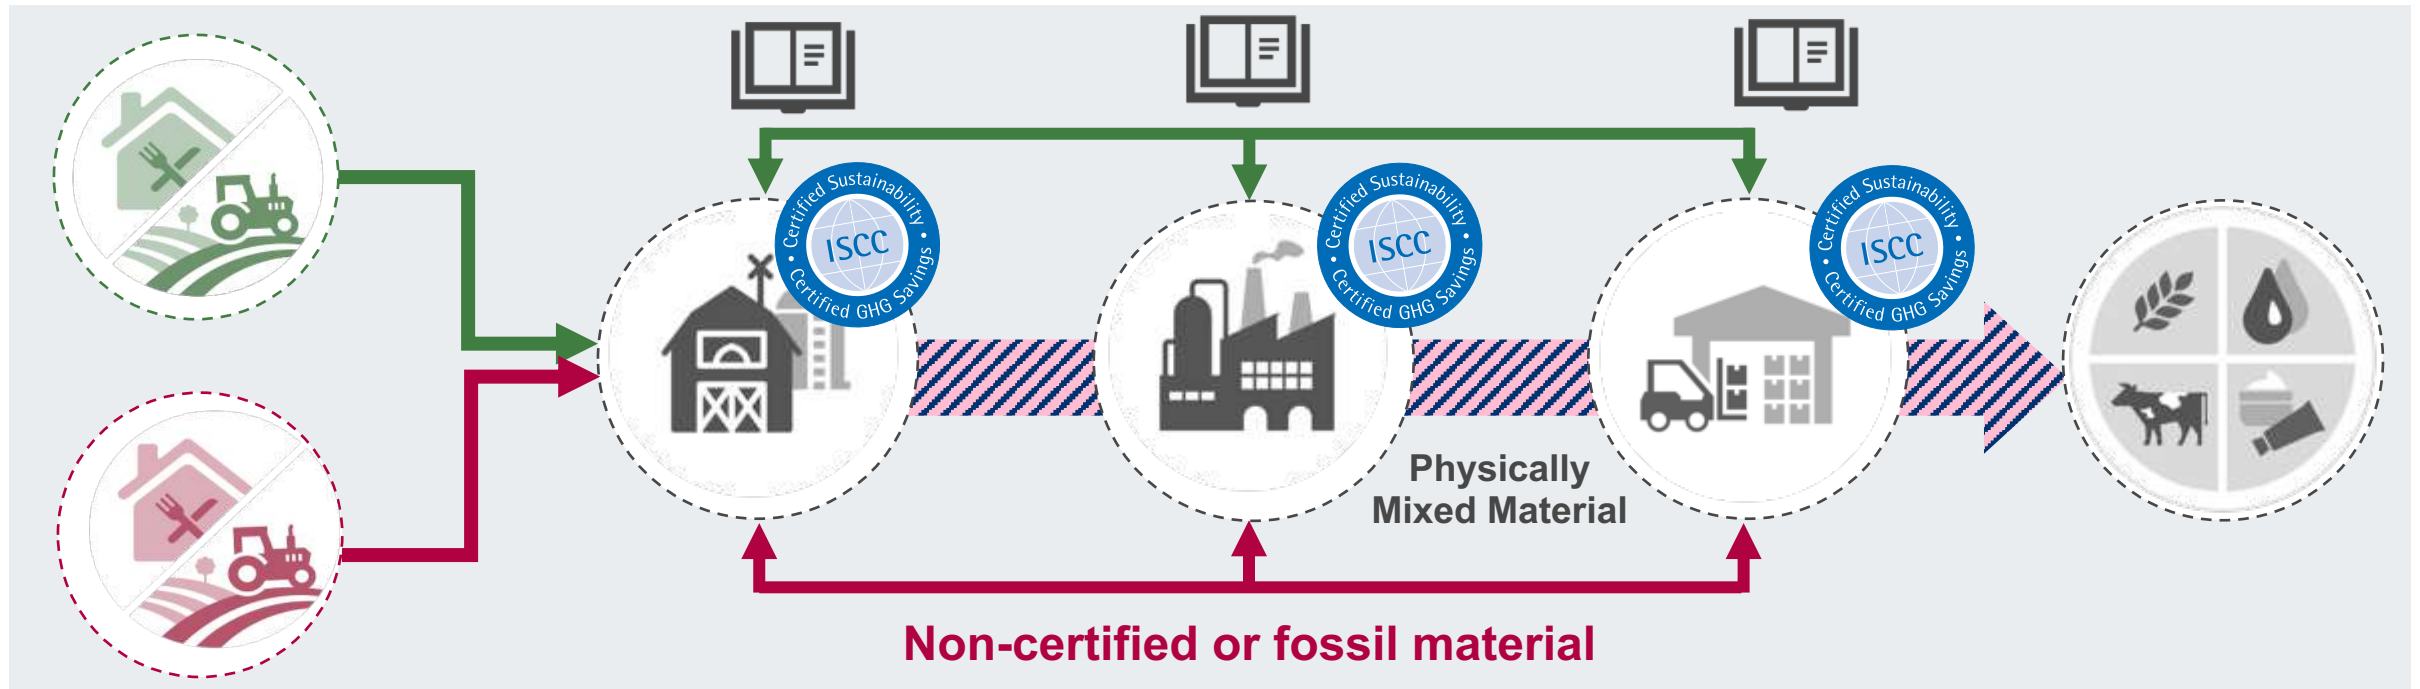 Certified Sustainability
ISCC
Certified GHG Savings
Certified Sustainability
ISCC
Certified GHG Savings
Certified Sustainability
ISCC
Certified GHG Savings
Physically
Mixed Material
Non-certified or fossil material